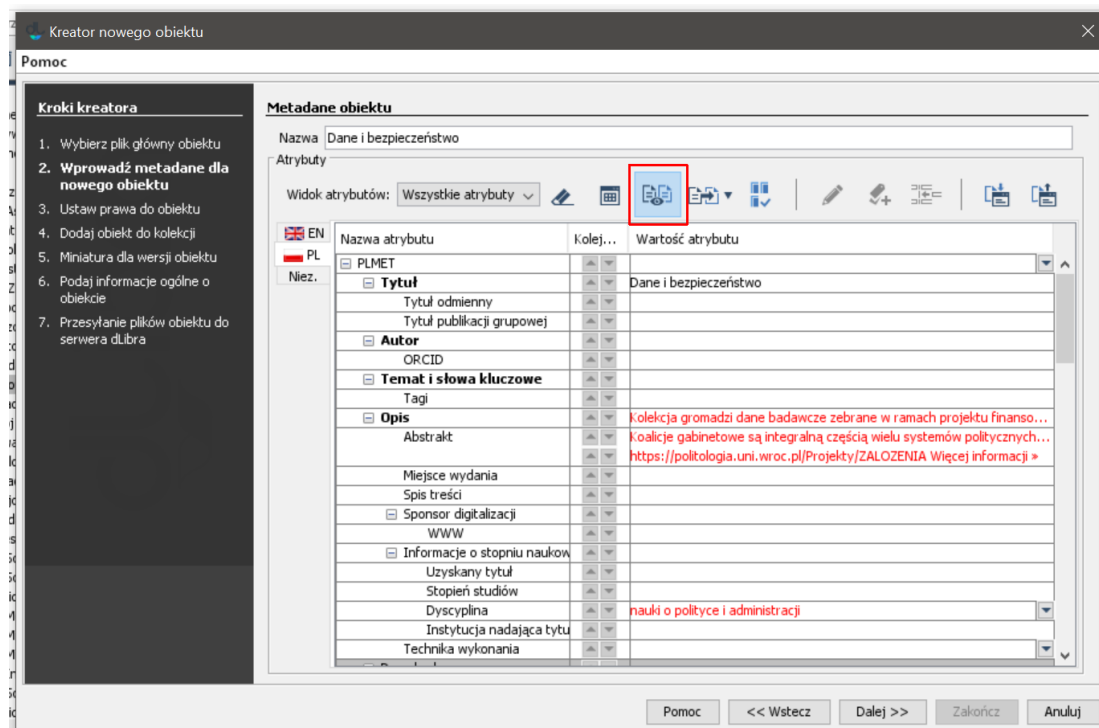 Kreator nowego obiektu
Pomoc
Kroki kreatora
1. Wybierz plik główny obiektu
2. Wprowadź metadane dla
nowego obiektu
3. Ustaw prawa do obiektu
4. Dodaj obiekt do kolekcji
5. Miniatura dla wersji obiektu
6. Podaj informacje ogólne o
obiekcie
7. Przesyłanie plików obiektu do
serwera dLibra
Metadane obiektu
Nazwa Dane i bezpieczeństwo
Atrybuty
Widok atrybutów: Wszystkie atrybuty
EN
PL
Niez.
Nazwa atrybutu Kolej... Wartość atrybutu
PLMET
Tytuł Dane i bezpieczeństwo
Tytuł odmienny
Tytuł publikacji grupowej
Autor
ORCID
Temat i słowa kluczowe
Tagi
Opis Kolekcja gromadzi dane badawcze zebrane w ramach projektu finanso...
Abstrakt Koalicje gabinetowe są integralną częścią wielu systemów politycznych...
https://politologia.uni.wroc.pl/Projekty/ZALOZENIA Więcej informacji »
Miejsce wydania
Spis treści
Sponsor digitalizacji
WWW
Informacje o stopniu naukow
Uzyskany tytuł
Stopień studiów
Dyscyplina nauki o polityce i administracji
Instytucja nadająca tytu
Technika wykonania
Pomoc << Wstecz Dalej >> Zakończ Anuluj